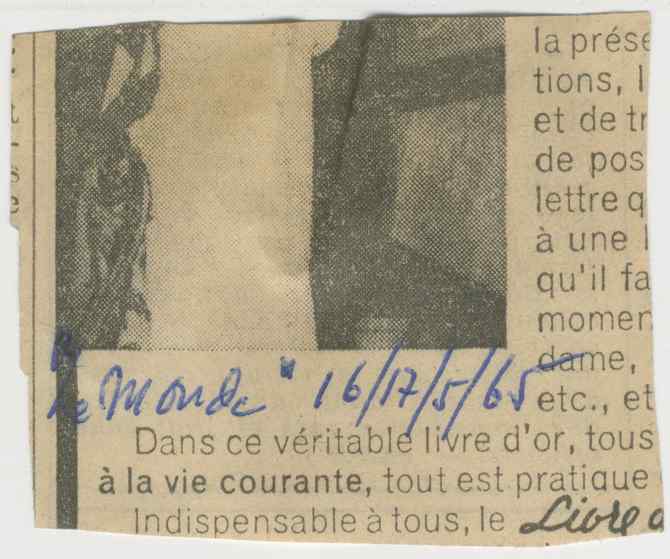 la prése
tions, l
et de tr
de pos
lettre q
à une l
qu'il fa
momen
dame,
etc., et
Le Monde" 16/17/5/65
Dans ce véritable livre d'or, tous
à la vie courante, tout est pratique
Indispensable à tous, le Livre d
t
-
s
e